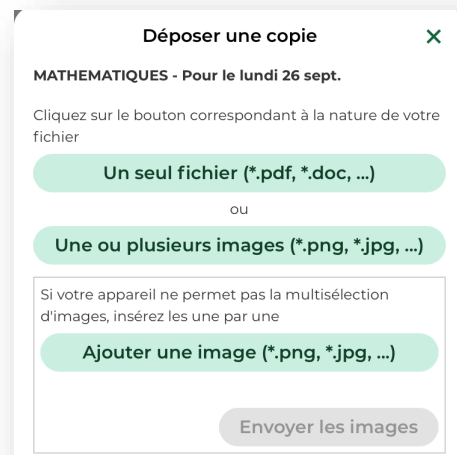 Déposer une copie
MATHEMATIQUES - Pour le lundi 26 sept.
Cliquez sur le bouton correspondant à la nature de votre
fichier
Un seul fichier (*.pdf, *.doc, ...)
ou
Une ou plusieurs images (*.png, *.jpg, ...)
Si votre appareil ne permet pas la multisélection
d'images, insérez les une par une
Ajouter une image (*.png, *.jpg, ...)
Envoyer les images